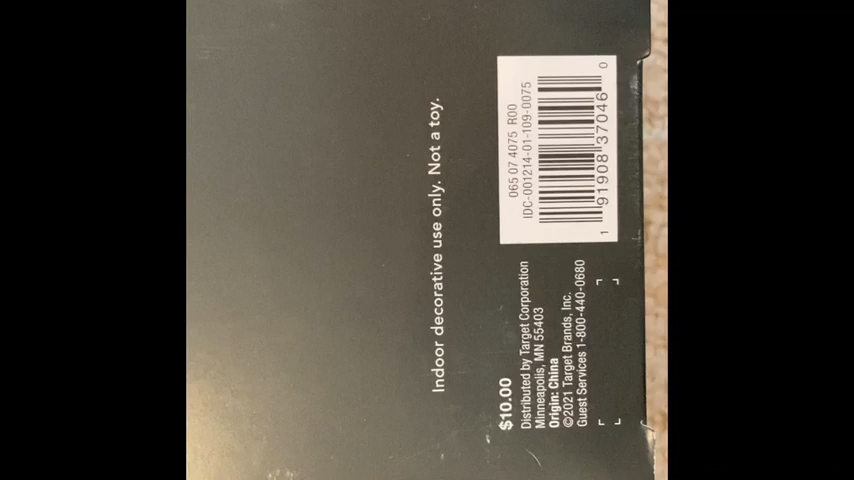 Indoor decorative use only. Not a toy.
$10.00
Distributed by Target Corporation
Minneapolis, MN 55403
Origin: China
©2021 Target Brands, Inc.
Guest Services 1-800-440-0680
065 07 4075 R00
IDC-001214-01-109-0075
1 91908 37046 0